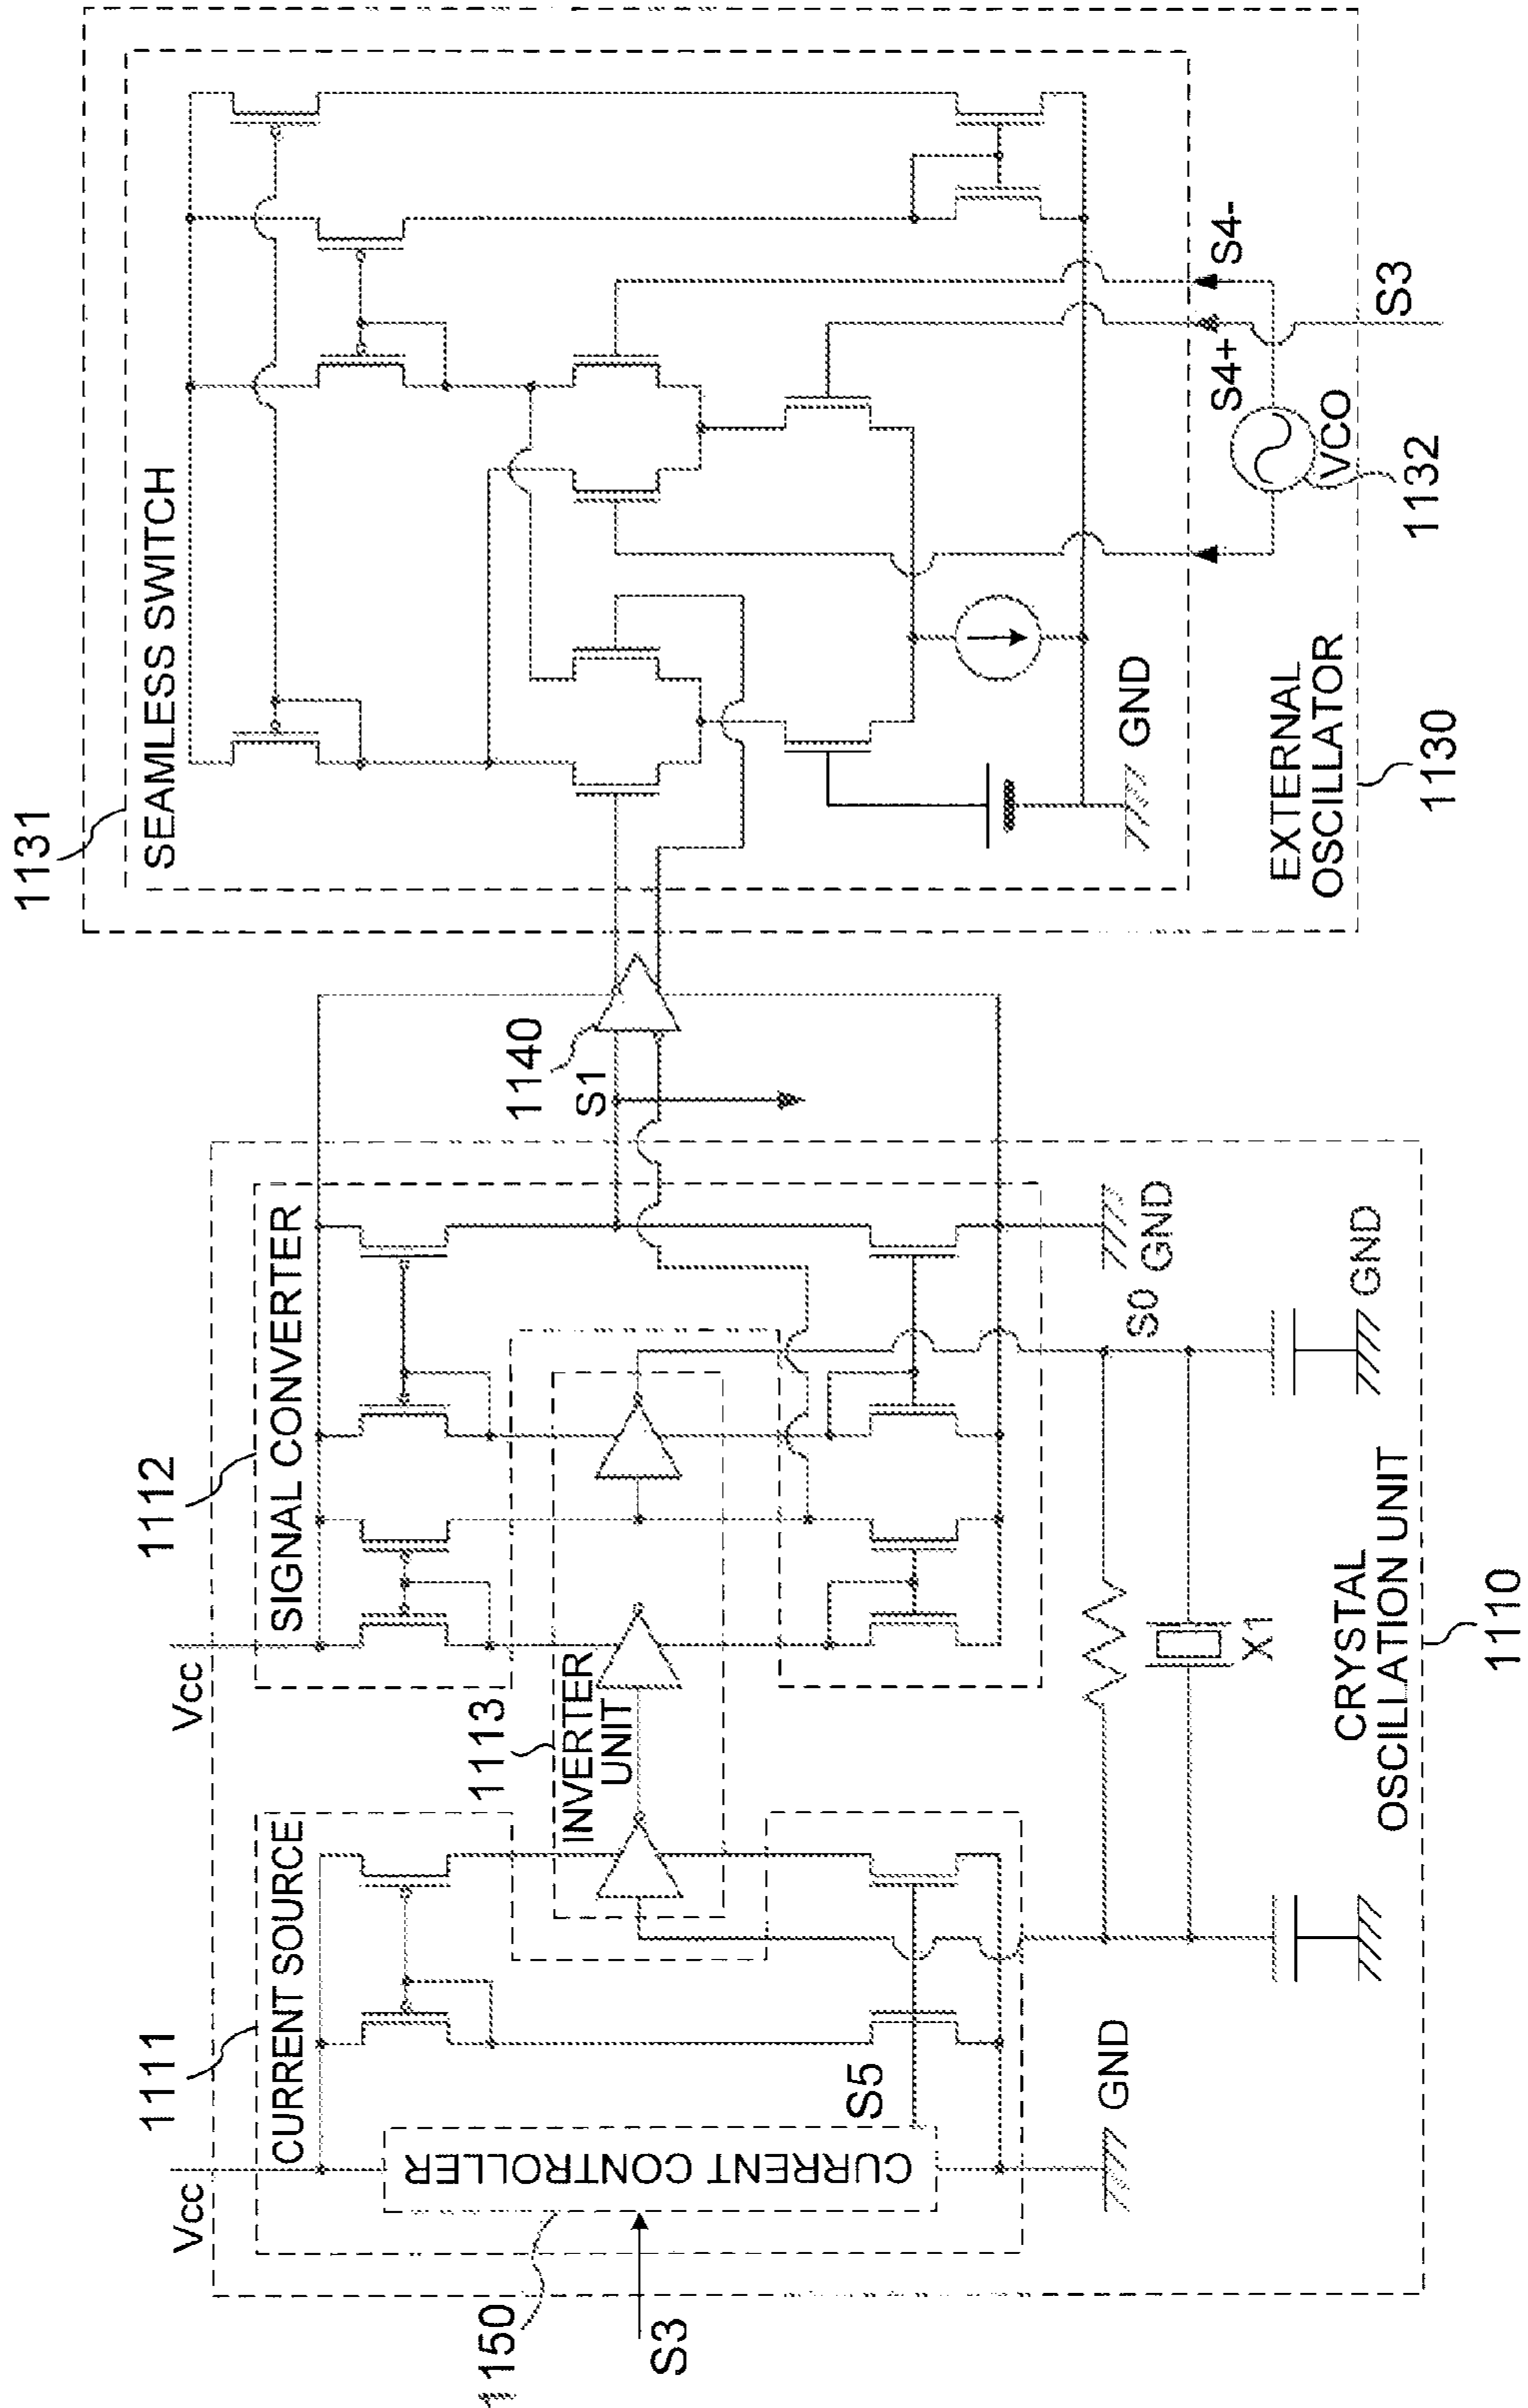 1150
S3
Vcc
1111
CURRENT SOURCE
CURRENT CONTROLLER
S5
GND
1113
INVERTER
UNIT
Vcc
1112
SIGNAL CONVERTER
X1
CRYSTAL
OSCILLATION UNIT
1110
S0
GND
GND
S1
1140
1131
SEAMLESS SWITCH
GND
EXTERNAL
OSCILLATOR
1130
VCO
1132
S4+
S4-
S3